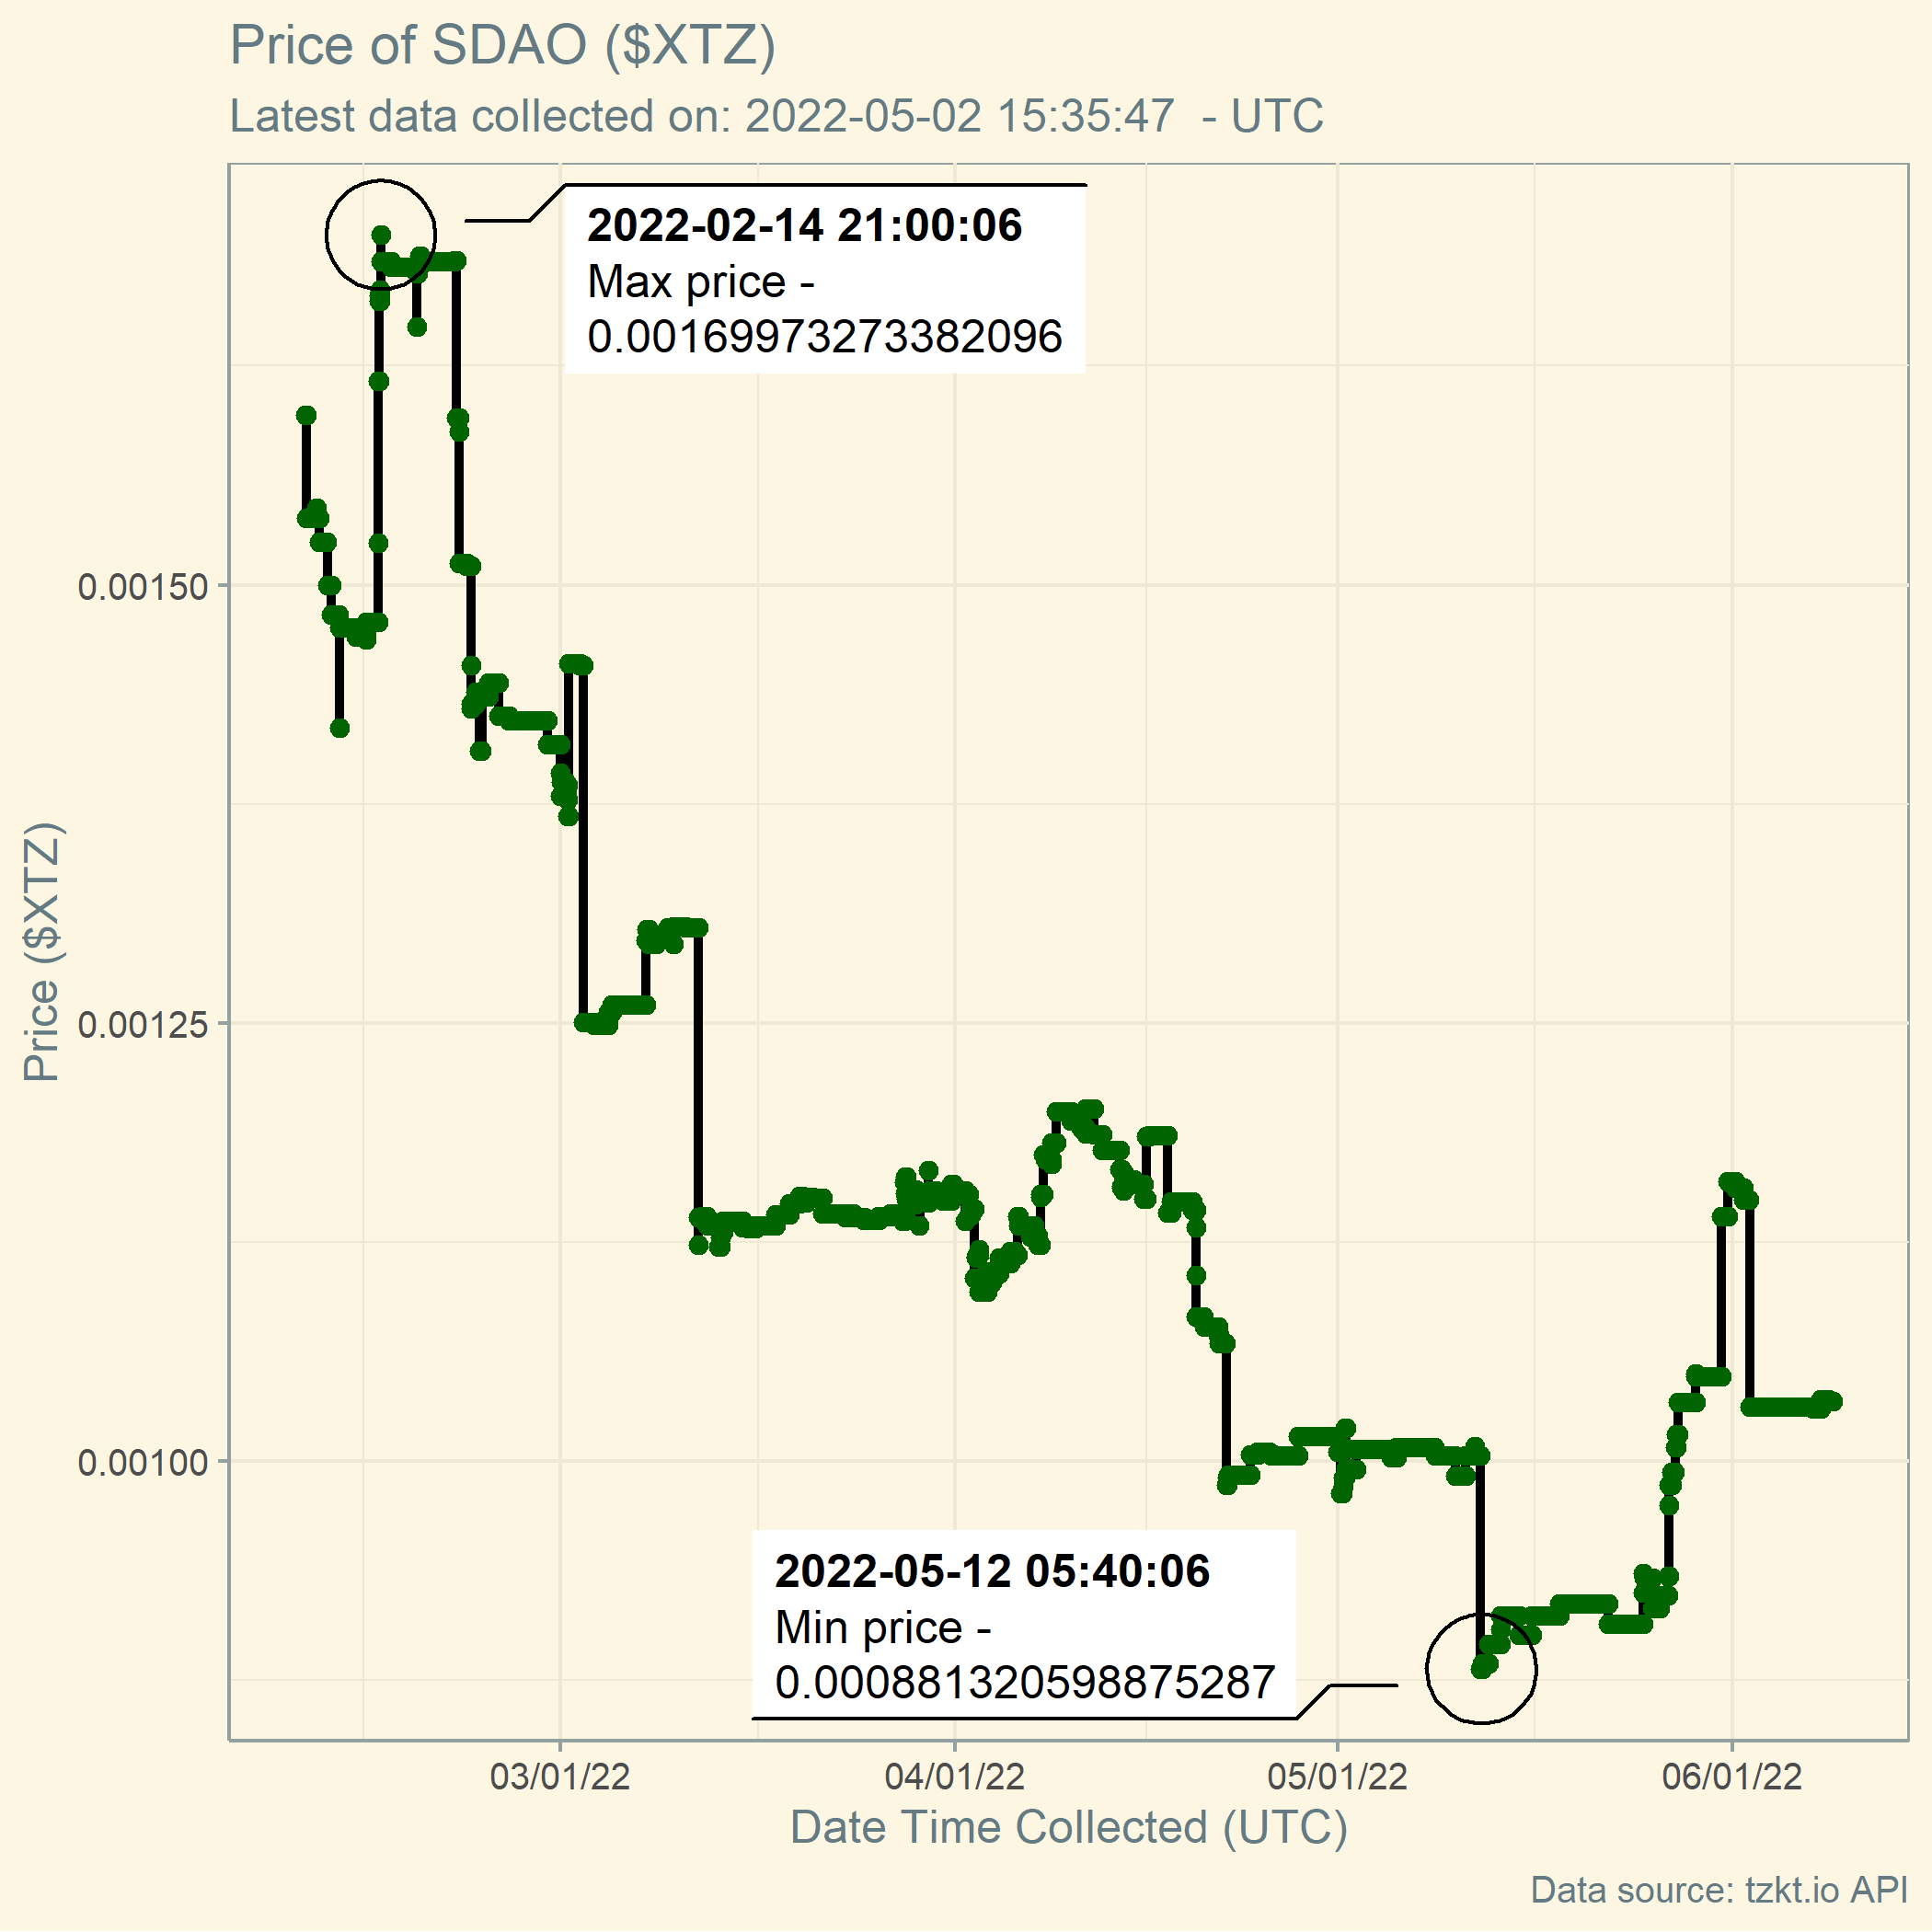 Price of SDAO ($XTZ)
Latest data collected on: 2022-05-02 15:35:47  - UTC
2022-02-14 21:00:06
Max price -
0.00169973273382096
0.00150
0.00125
0.00100
Price ($XTZ)
2022-05-12 05:40:06
Min price -
0.000881320598875287
03/01/22
04/01/22
05/01/22
06/01/22
Date Time Collected (UTC)
Data source: tzkt.io API